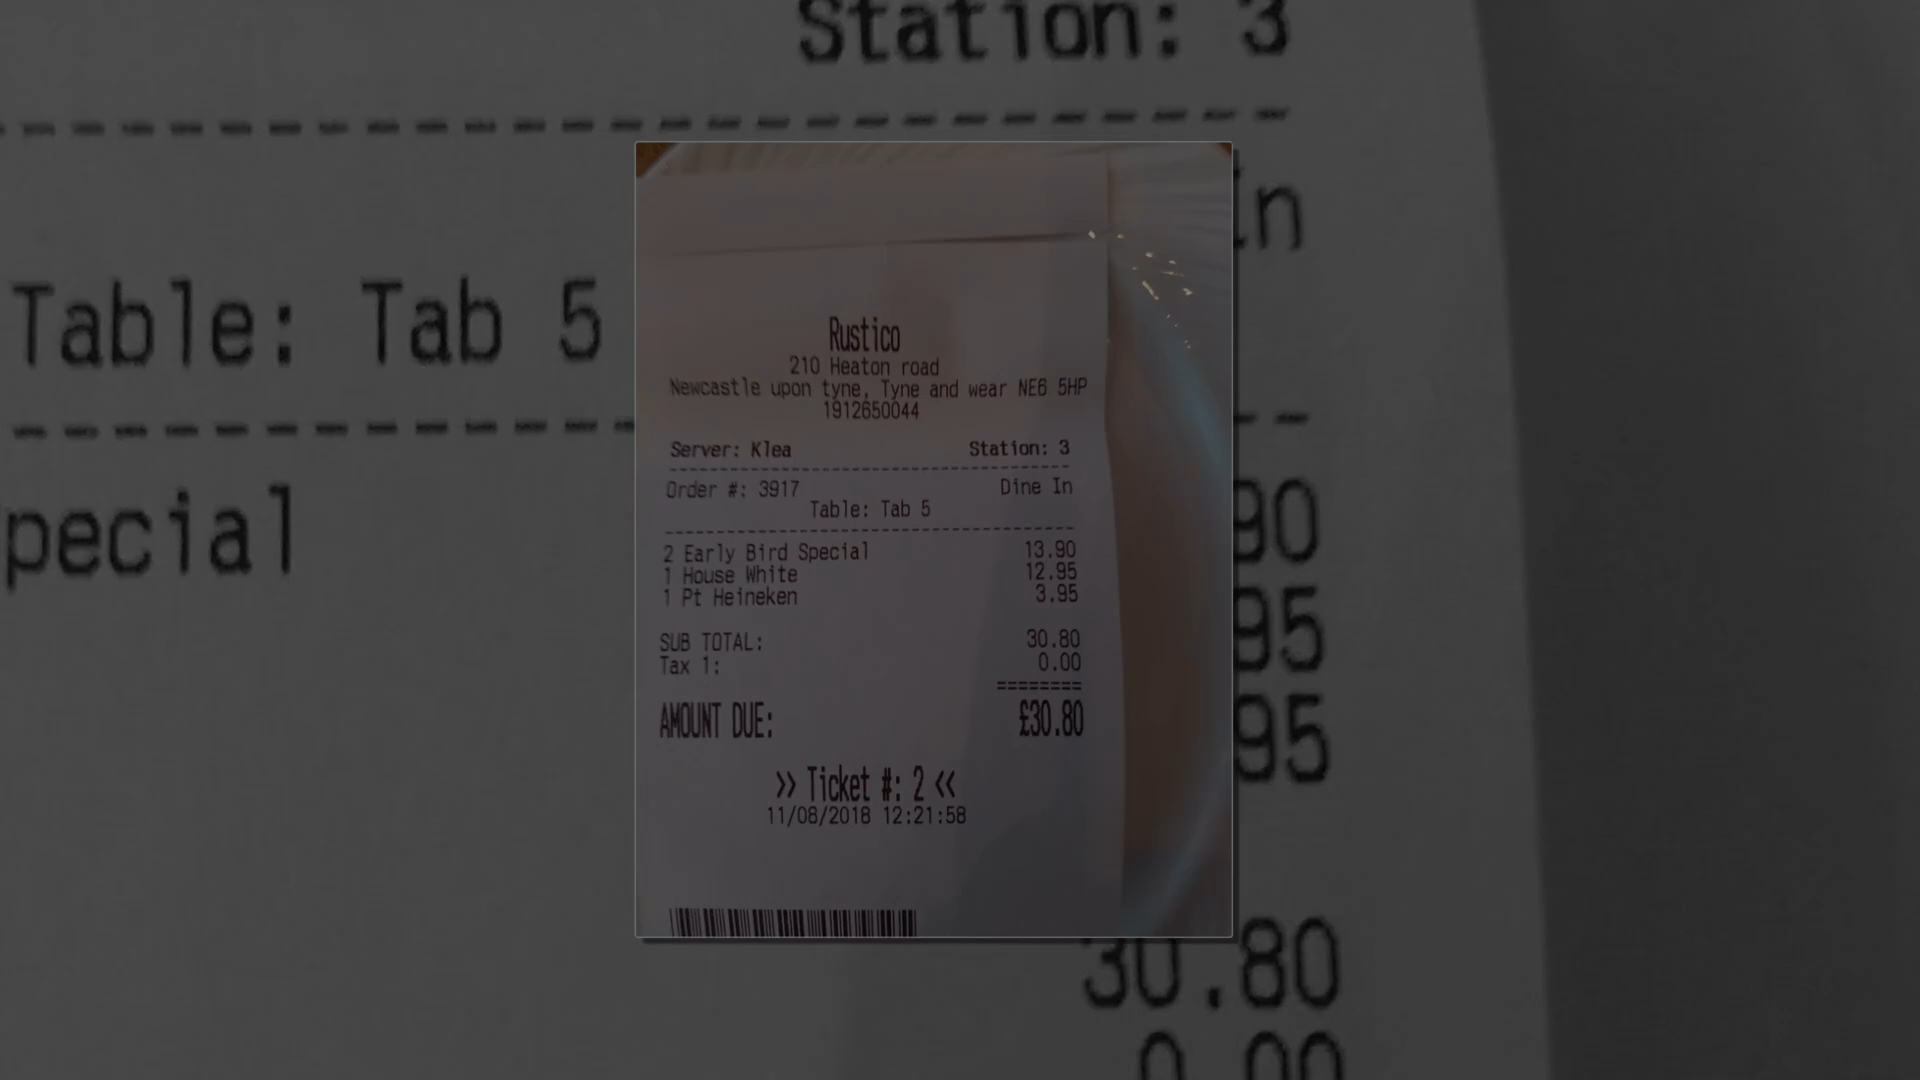 Station: 3
Table: Tab 5
pecial
in
90
95
95
30.80
0.00
Rustico
210 Heaton road
Newcastle upon tyne, Tyne and wear NE6 5HP
1912650044
Server: Klea Station: 3
Order #: 3917 Dine In
Table: Tab 5
2 Early Bird Special 13.90
1 House White 12.95
1 Pt Heineken 3.95
SUB TOTAL: 30.80
Tax 1: 0.00
========
AMOUNT DUE: £30.80
>> Ticket #: 2 <<
11/08/2018 12:21:58